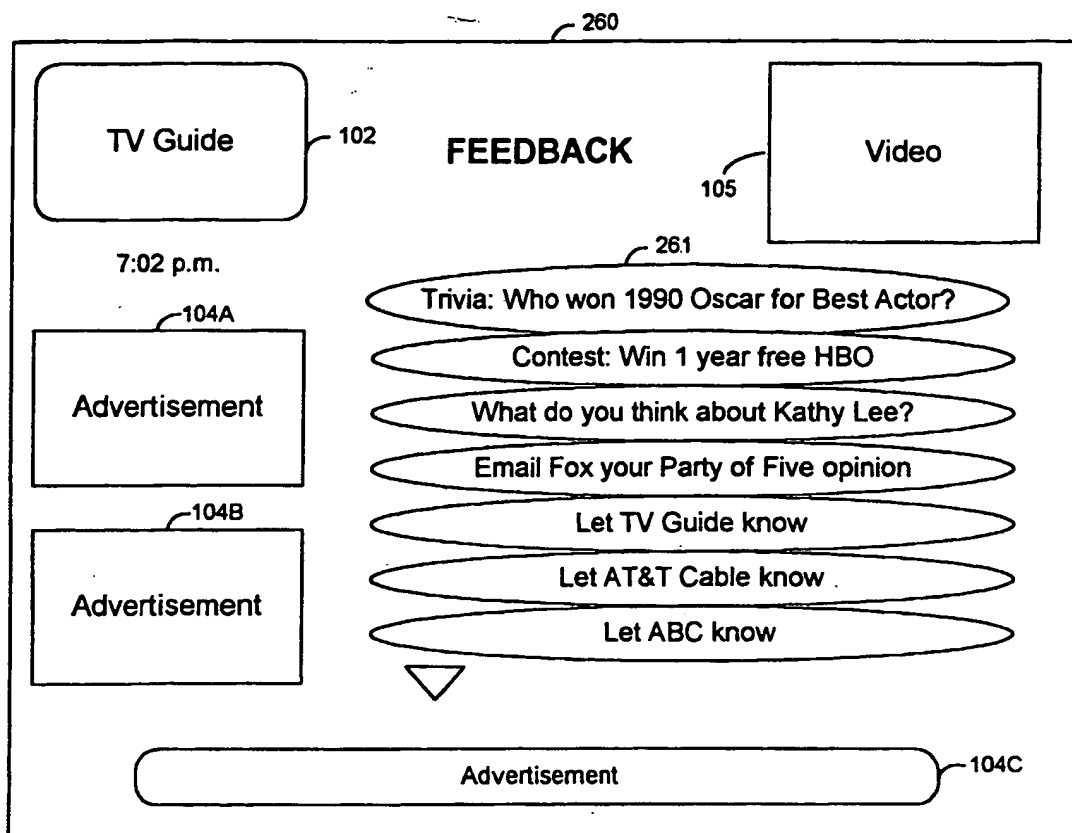 260
TV Guide
102
FEEDBACK
105
Video
7:02 p.m.
261
Trivia: Who won 1990 Oscar for Best Actor?
104A
Contest: Win 1 year free HBO
Advertisement
What do you think about Kathy Lee?
Email Fox your Party of Five opinion
104B
Let TV Guide know
Advertisement
Let AT&T Cable know
Let ABC know
Advertisement
104C